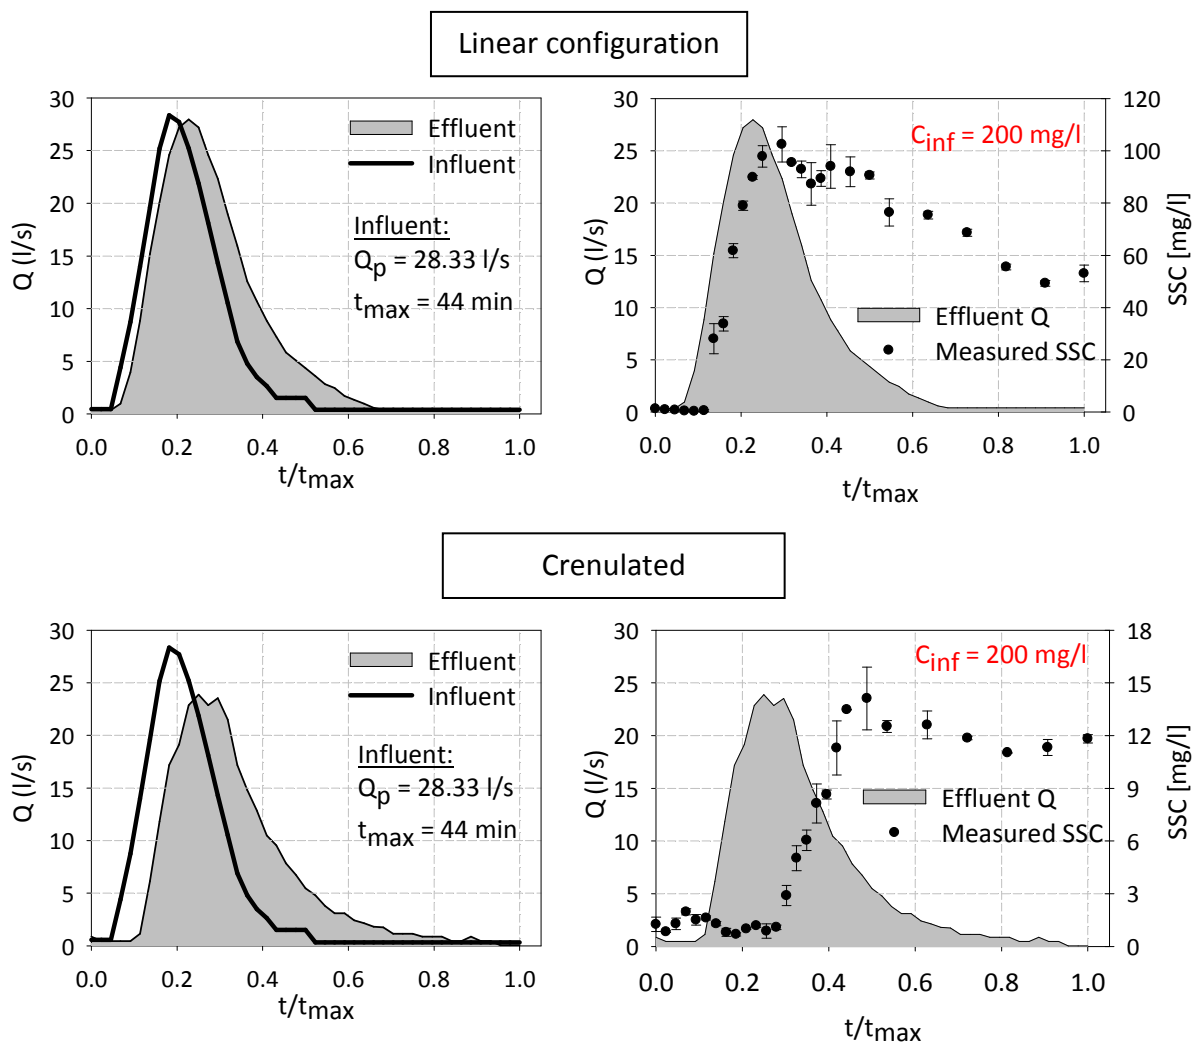 Linear configuration
30
25
20
15
10
5
0
Q (l/s)
Effluent
Influent
Influent:
Qp = 28.33 l/s
tmax = 44 min
0.0 0.2 0.4 0.6 0.8 1.0
t/tmax
30
25
20
15
10
5
0
Q (l/s)
Cinf = 200 mg/l
Effluent Q
Measured SSC
120
100
80
60
40
20
0
SSC [mg/l]
0.0 0.2 0.4 0.6 0.8 1.0
t/tmax
Crenulated
30
25
20
15
10
5
0
Q (l/s)
Effluent
Influent
Influent:
Qp = 28.33 l/s
tmax = 44 min
0.0 0.2 0.4 0.6 0.8 1.0
t/tmax
30
25
20
15
10
5
0
Q (l/s)
Cinf = 200 mg/l
Effluent Q
Measured SSC
18
15
12
9
6
3
0
SSC [mg/l]
0.0 0.2 0.4 0.6 0.8 1.0
t/tmax